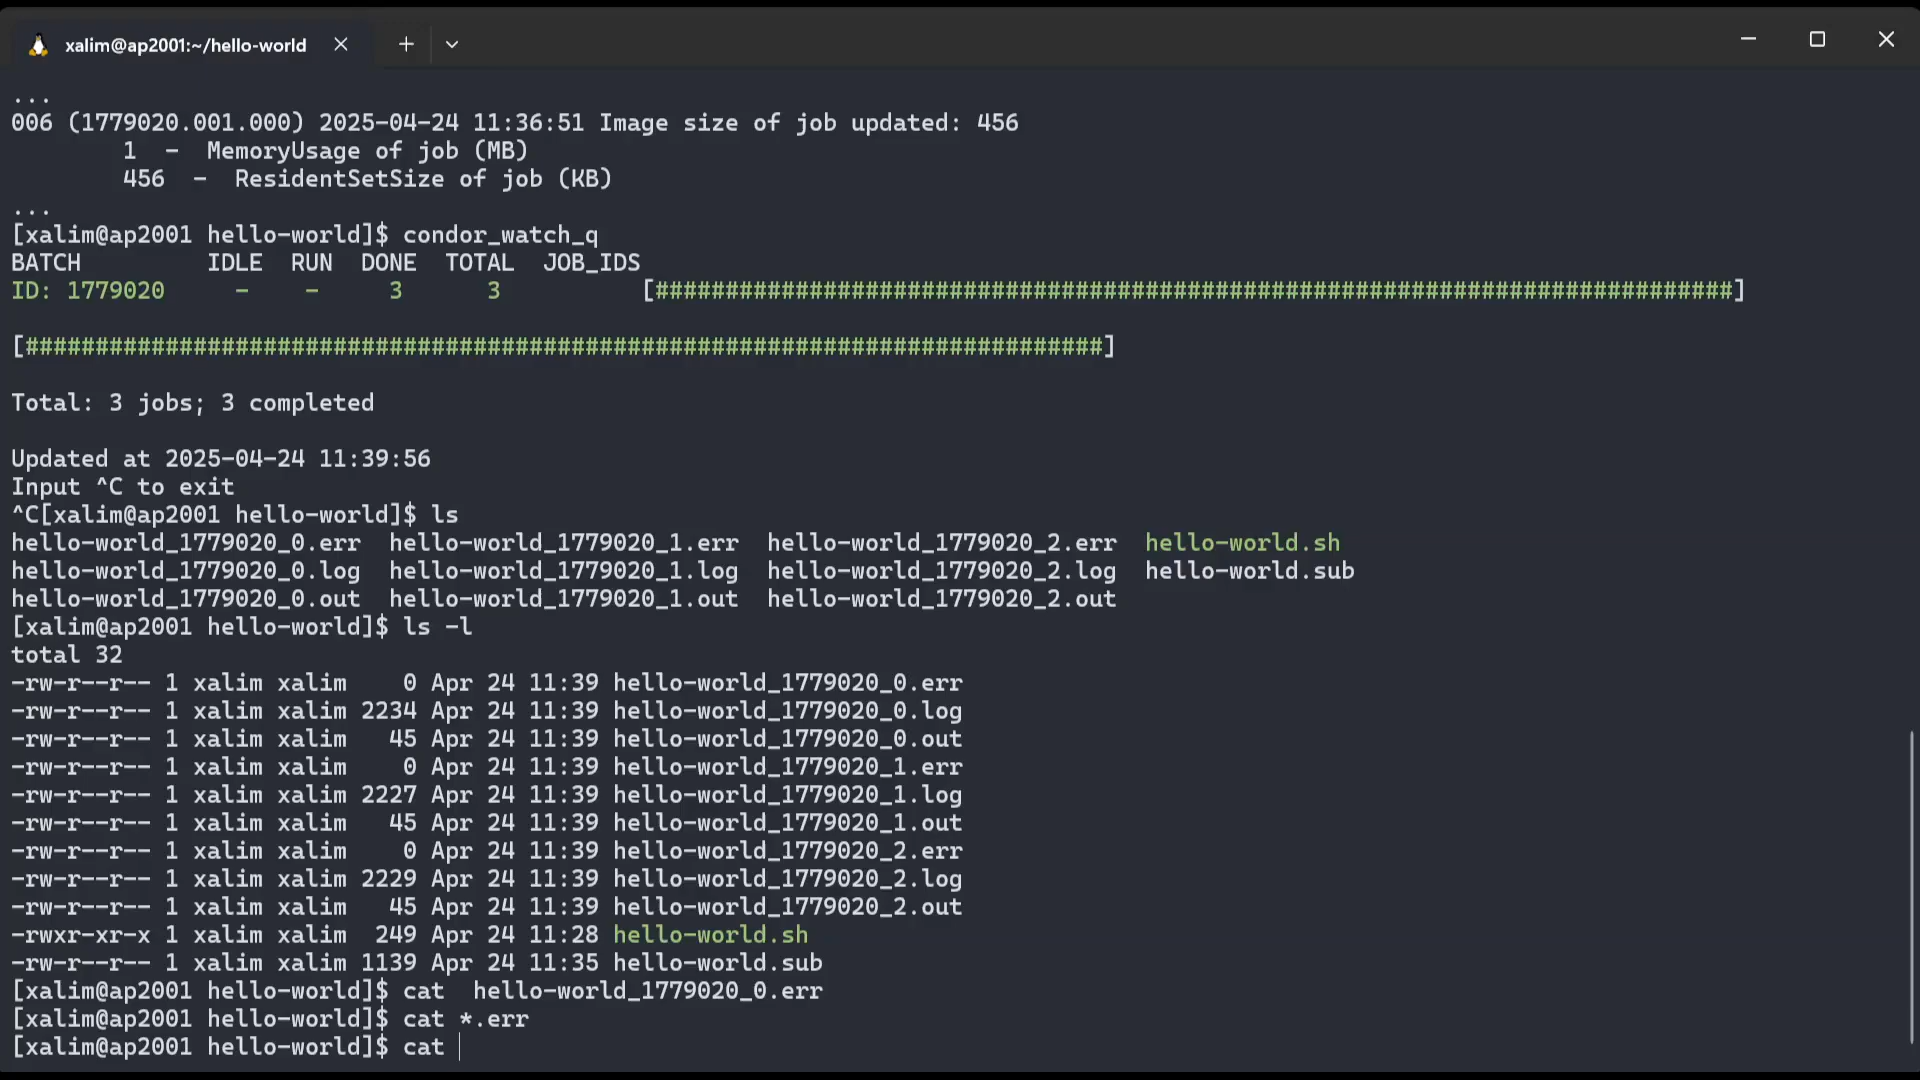 xalim@ap2001:~/hello-world
...
006 (1779020.001.000) 2025-04-24 11:36:51 Image size of job updated: 456
1  -  MemoryUsage of job (MB)
456  -  ResidentSetSize of job (KB)
...
[xalim@ap2001 hello-world]$ condor_watch_q
BATCH         IDLE  RUN  DONE  TOTAL  JOB_IDS
ID: 1779020     -    -     3      3          [#############################################################################]
[#############################################################################]
Total: 3 jobs; 3 completed
Updated at 2025-04-24 11:39:56
Input ^C to exit
^C[xalim@ap2001 hello-world]$ ls
hello-world_1779020_0.err  hello-world_1779020_1.err  hello-world_1779020_2.err  hello-world.sh
hello-world_1779020_0.log  hello-world_1779020_1.log  hello-world_1779020_2.log  hello-world.sub
hello-world_1779020_0.out  hello-world_1779020_1.out  hello-world_1779020_2.out
[xalim@ap2001 hello-world]$ ls -l
total 32
-rw-r--r-- 1 xalim xalim    0 Apr 24 11:39 hello-world_1779020_0.err
-rw-r--r-- 1 xalim xalim 2234 Apr 24 11:39 hello-world_1779020_0.log
-rw-r--r-- 1 xalim xalim   45 Apr 24 11:39 hello-world_1779020_0.out
-rw-r--r-- 1 xalim xalim    0 Apr 24 11:39 hello-world_1779020_1.err
-rw-r--r-- 1 xalim xalim 2227 Apr 24 11:39 hello-world_1779020_1.log
-rw-r--r-- 1 xalim xalim   45 Apr 24 11:39 hello-world_1779020_1.out
-rw-r--r-- 1 xalim xalim    0 Apr 24 11:39 hello-world_1779020_2.err
-rw-r--r-- 1 xalim xalim 2229 Apr 24 11:39 hello-world_1779020_2.log
-rw-r--r-- 1 xalim xalim   45 Apr 24 11:39 hello-world_1779020_2.out
-rwxr-xr-x 1 xalim xalim  249 Apr 24 11:28 hello-world.sh
-rw-r--r-- 1 xalim xalim 1139 Apr 24 11:35 hello-world.sub
[xalim@ap2001 hello-world]$ cat  hello-world_1779020_0.err
[xalim@ap2001 hello-world]$ cat *.err
[xalim@ap2001 hello-world]$ cat